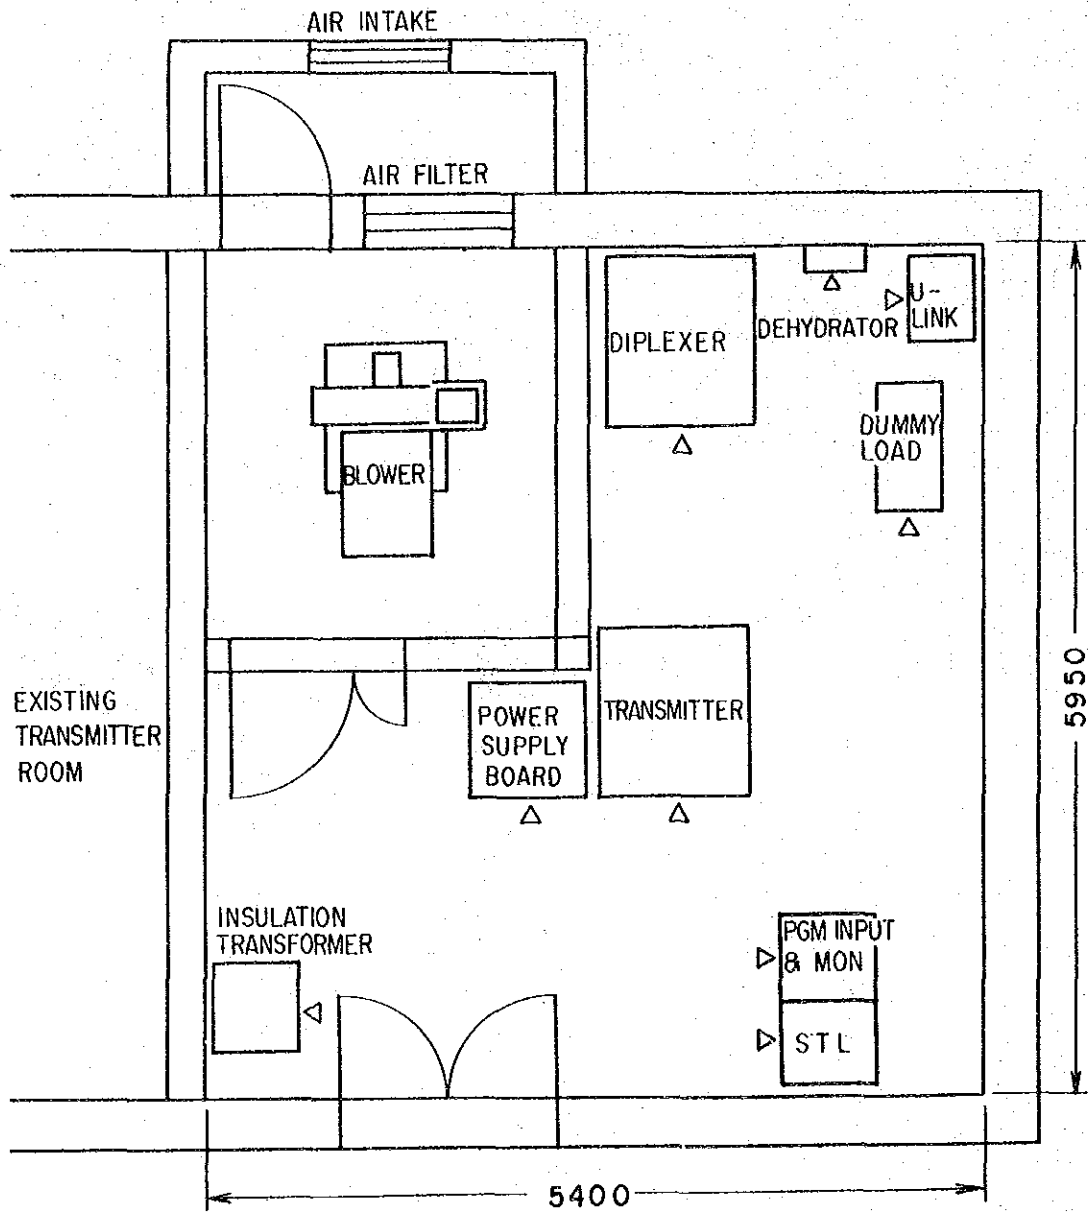 AIR INTAKE
AIR FILTER
DIPLEXER
DEHYDRATOR
U-
LINK
DUMMY
LOAD
BLOWER
5950
EXISTING
TRANSMITTER
ROOM
POWER
SUPPLY
BOARD
TRANSMITTER
INSULATION
TRANSFORMER
PGM INPUT
& MON
STL
5400